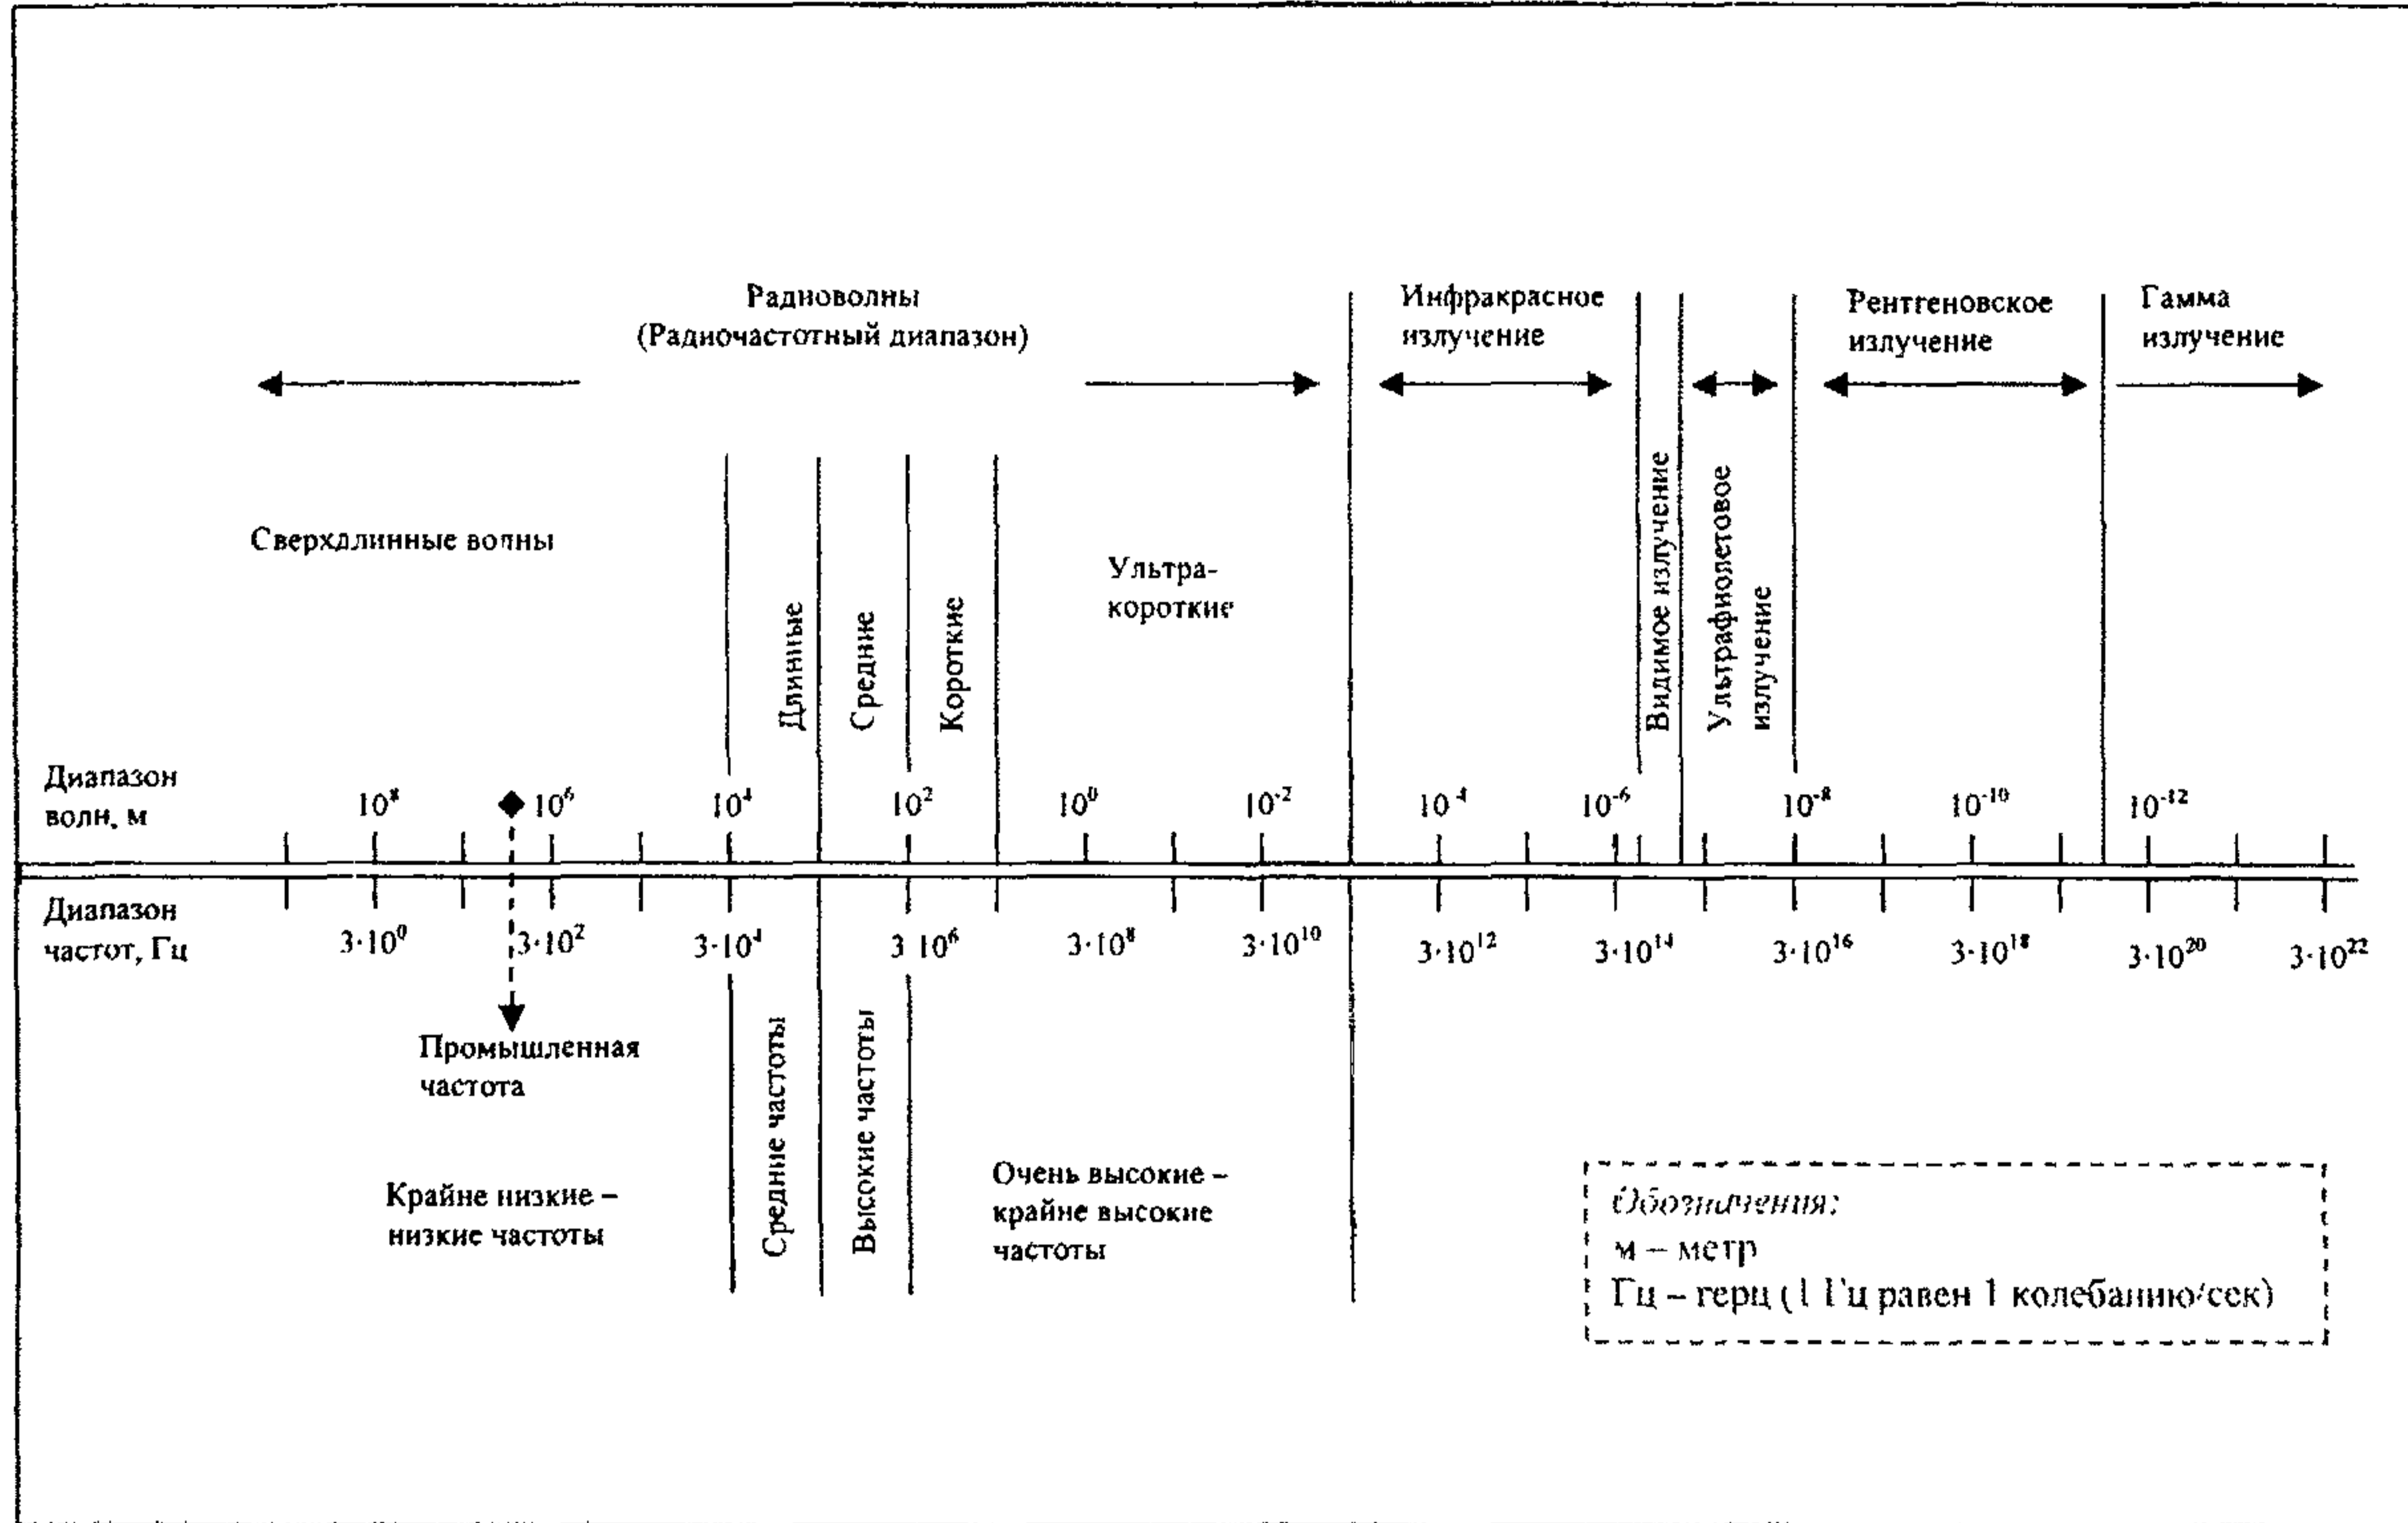 Радиоволны
(Радиочастотный диапазон)
Инфракрасное
излучение
Рентгеновское
излучение
Гамма
излучение
Сверхдлинные волны
Длинные
Средние
Короткие
Ультра-
короткие
Видимое излучение
Ультрафиолетовое
излучение
Диапазон
волн, м
10⁸
10⁶
10⁴
10²
10⁰
10⁻²
10⁻⁴
10⁻⁶
10⁻⁸
10⁻¹⁰
10⁻¹²
Диапазон
частот, Гц
3·10⁰
3·10²
3·10⁴
3·10⁶
3·10⁸
3·10¹⁰
3·10¹²
3·10¹⁴
3·10¹⁶
3·10¹⁸
3·10²⁰
3·10²²
Промышленная
частота
Крайне низкие –
низкие частоты
Средние частоты
Высокие частоты
Очень высокие –
крайне высокие
частоты
Обозначения:
м – метр
Гц – герц (1 Гц равен 1 колебанию/сек)